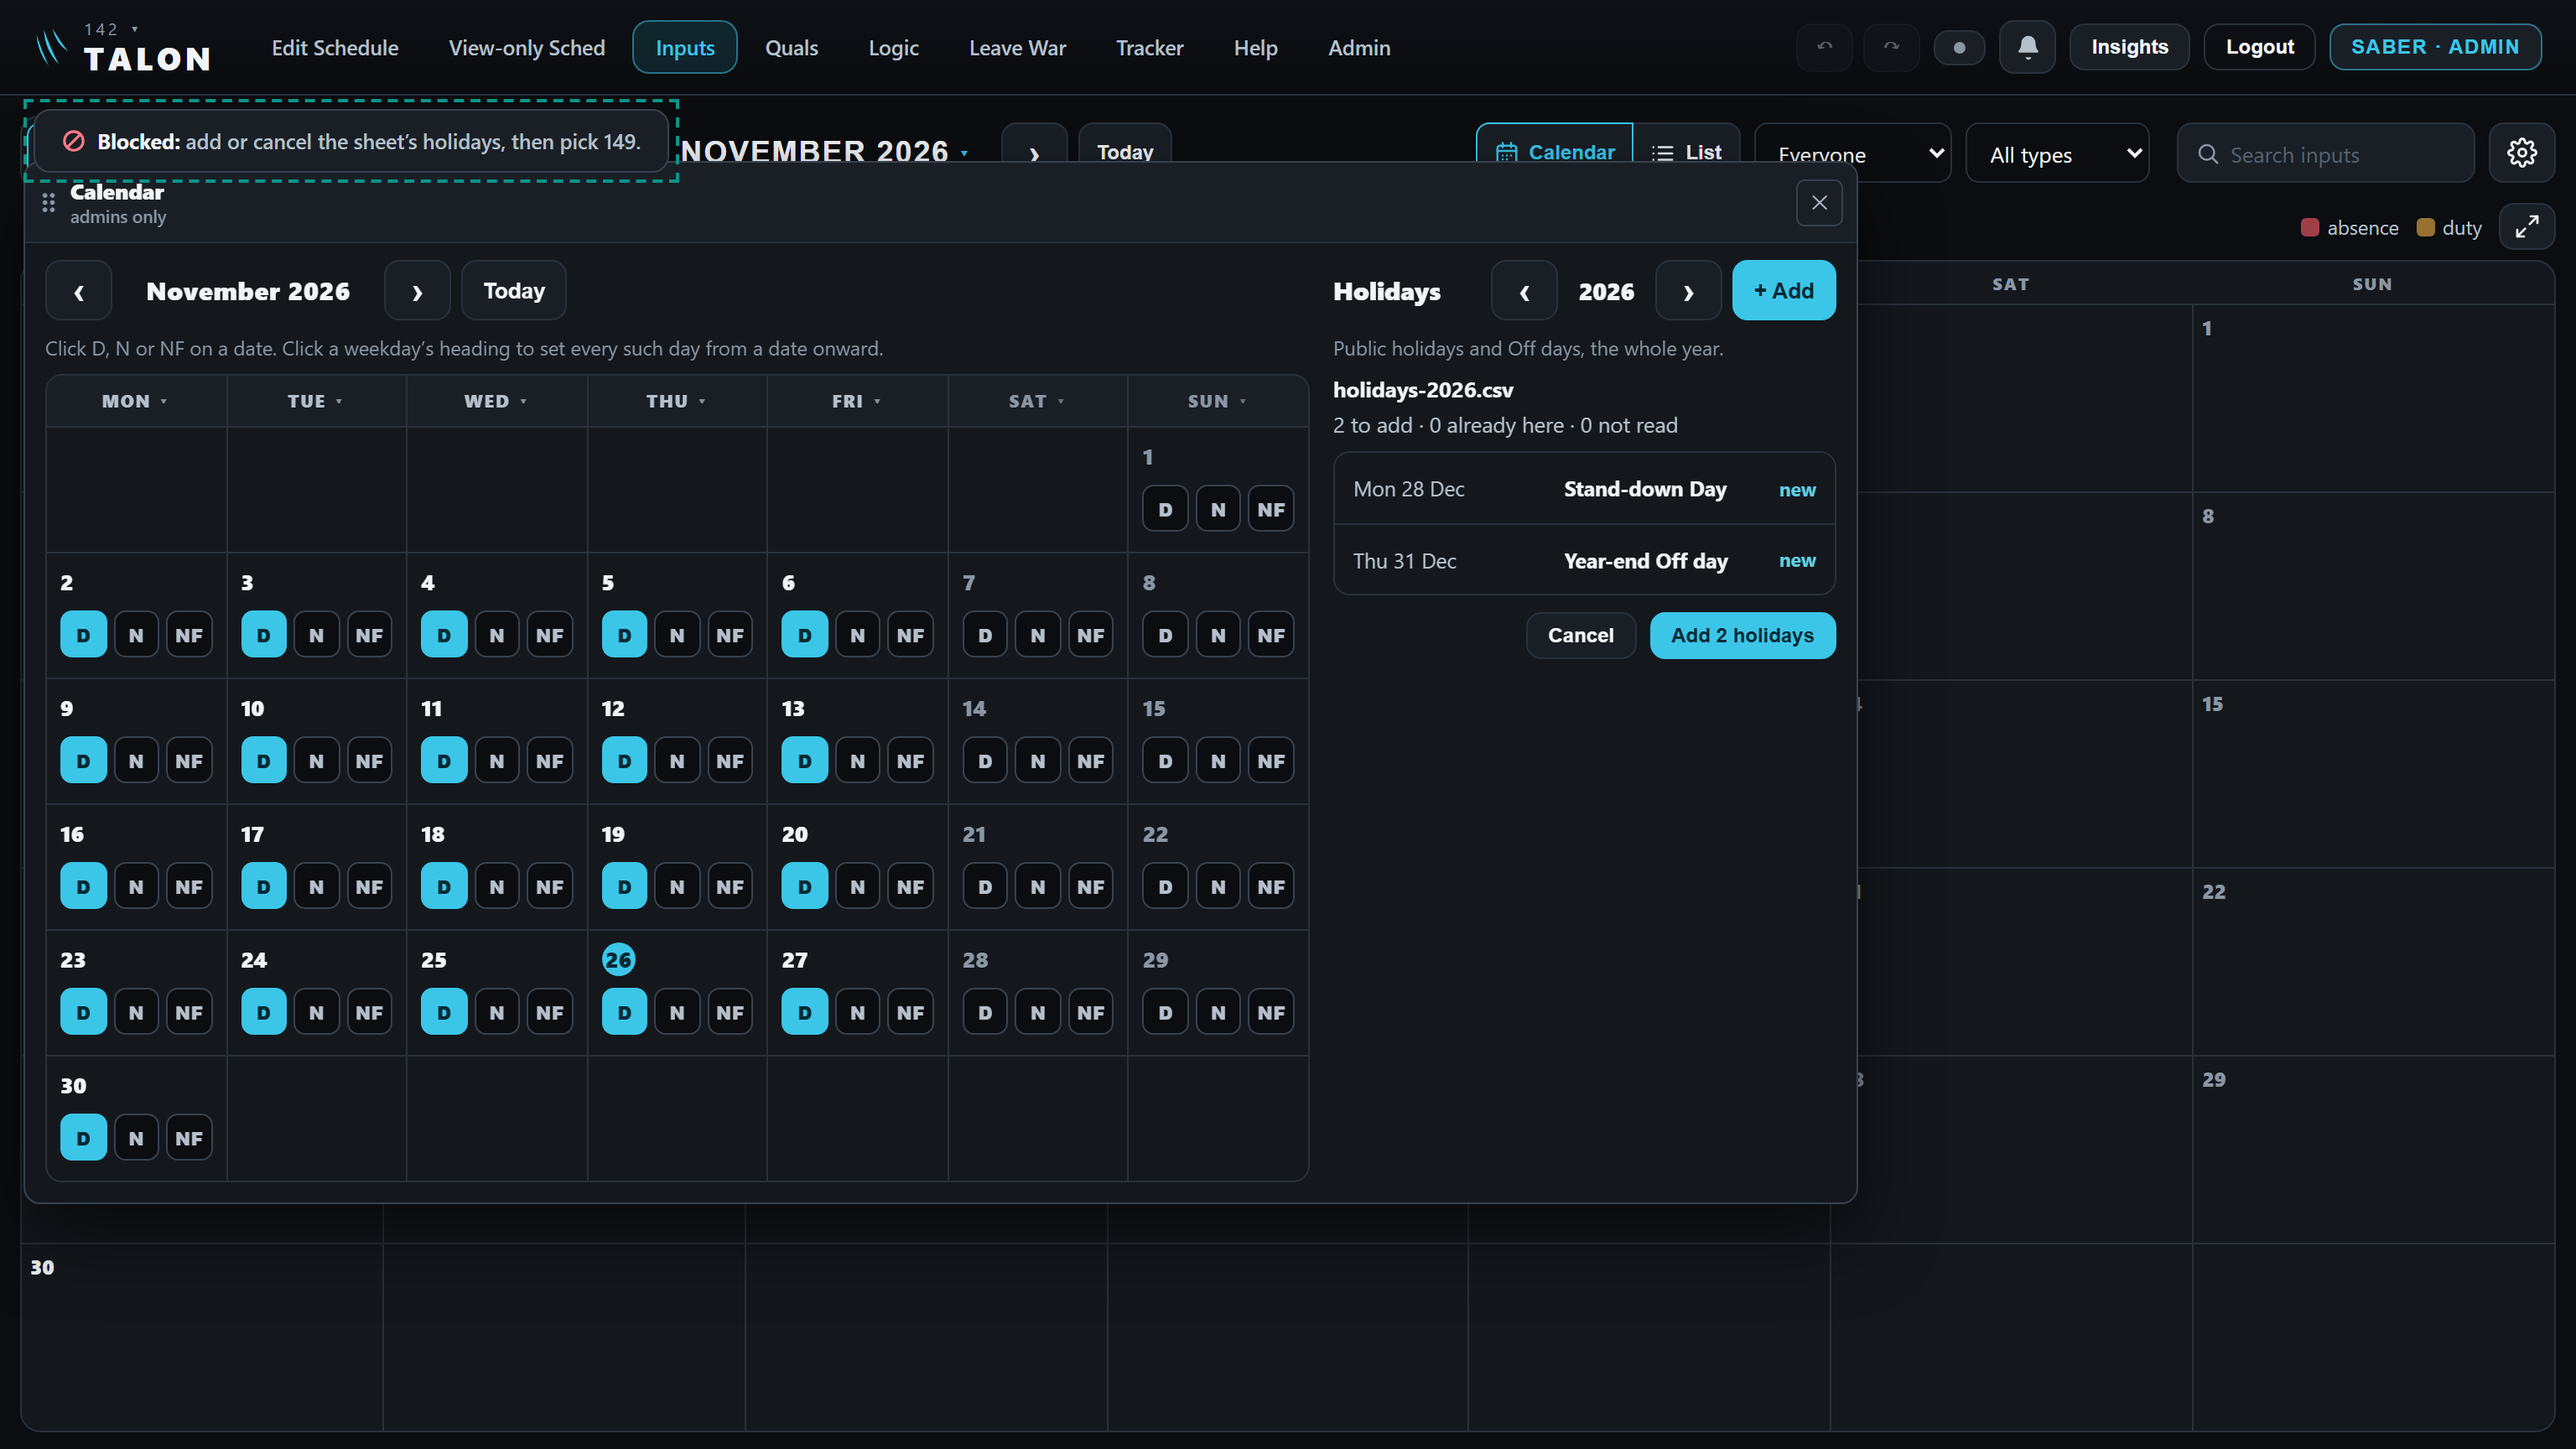 142 ▾
TALON
Edit Schedule
View-only Sched
Inputs
Quals
Logic
Leave War
Tracker
Help
Admin
Insights
Logout
SABER · ADMIN
Blocked: add or cancel the sheet’s holidays, then pick 149.
NOVEMBER 2026 ▾
›
Today
Calendar
List
Everyone
All types
Search inputs
absence
duty
Calendar
admins only
‹
November 2026
›
Today
Click D, N or NF on a date. Click a weekday’s heading to set every such day from a date onward.
MON ▾ TUE ▾ WED ▾ THU ▾ FRI ▾ SAT ▾ SUN ▾
1
D N NF
2 3 4 5 6 7 8
D N NF D N NF D N NF D N NF D N NF D N NF D N NF
9 10 11 12 13 14 15
D N NF D N NF D N NF D N NF D N NF D N NF D N NF
16 17 18 19 20 21 22
D N NF D N NF D N NF D N NF D N NF D N NF D N NF
23 24 25 26 27 28 29
D N NF D N NF D N NF D N NF D N NF D N NF D N NF
30
D N NF
Holidays
‹
2026
›
+ Add
Public holidays and Off days, the whole year.
holidays-2026.csv
2 to add · 0 already here · 0 not read
Mon 28 Dec Stand-down Day new
Thu 31 Dec Year-end Off day new
Cancel
Add 2 holidays
SAT SUN
1
8
15
22
29
30